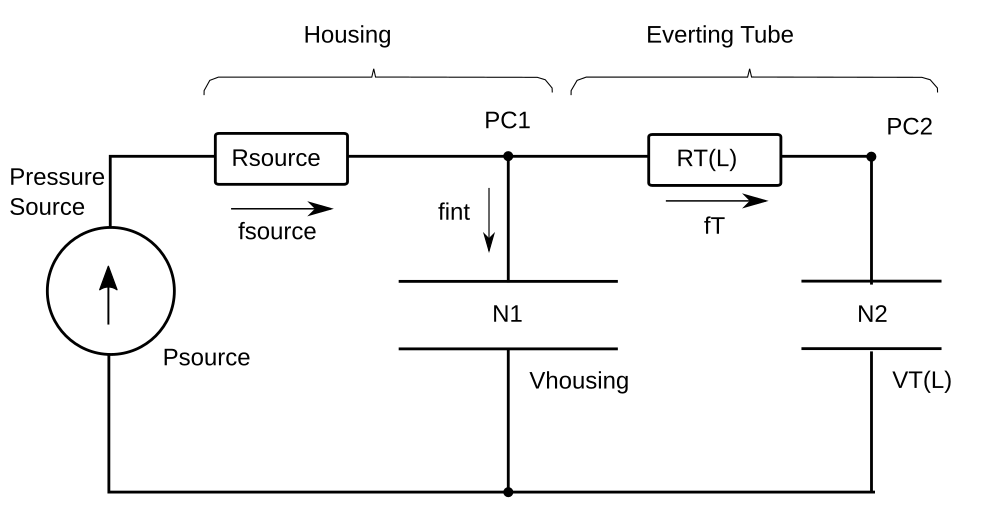 Housing
Everting Tube
PC1
PC2
Rsource
RT(L)
Pressure
Source
fsource
fint
fT
N1
N2
Psource
Vhousing
VT(L)